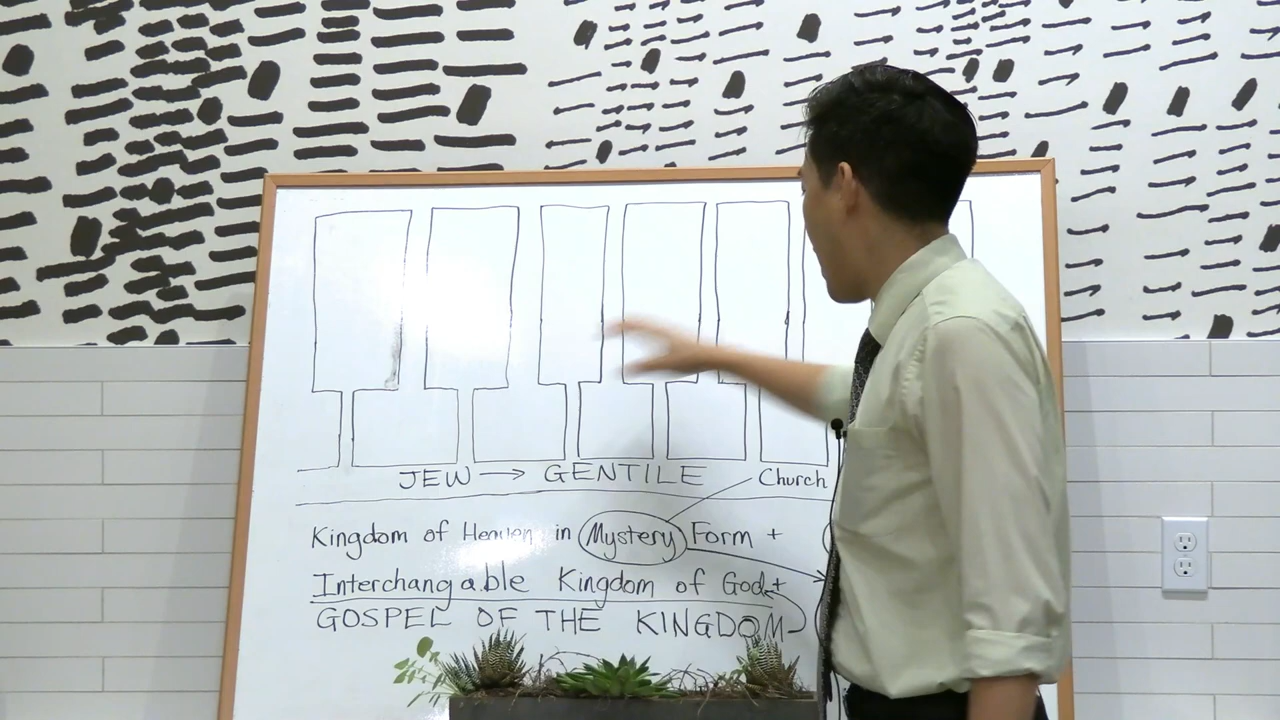 JEW → GENTILE Church
Kingdom of Heaven in Mystery Form +
Interchangable Kingdom of God+
GOSPEL OF THE KINGDOM